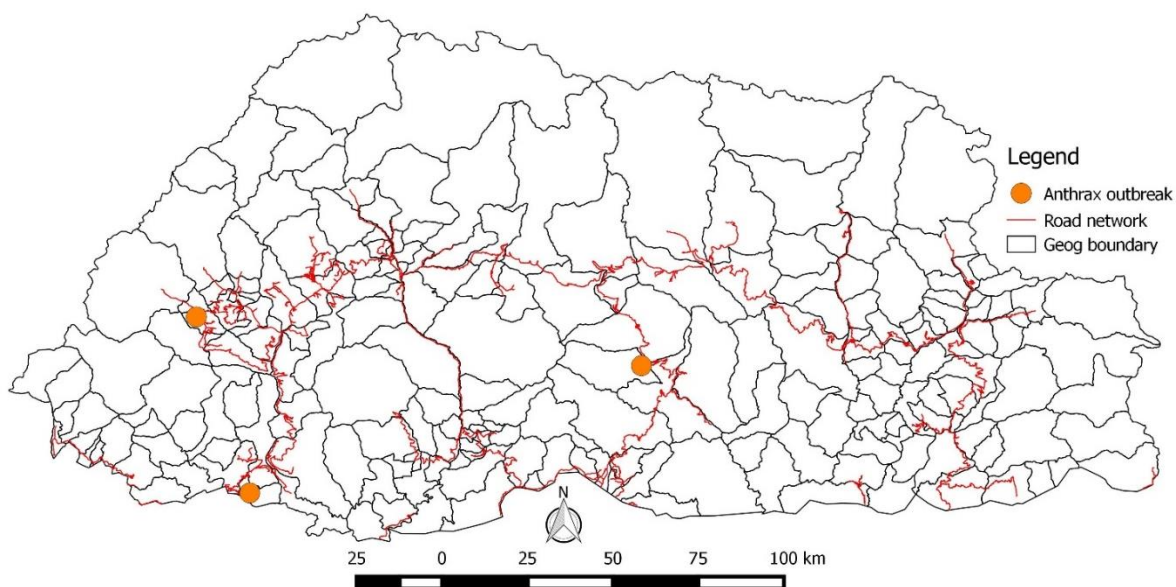 Legend
Anthrax outbreak
Road network
Geog boundary
N
25 0 25 50 75 100 km